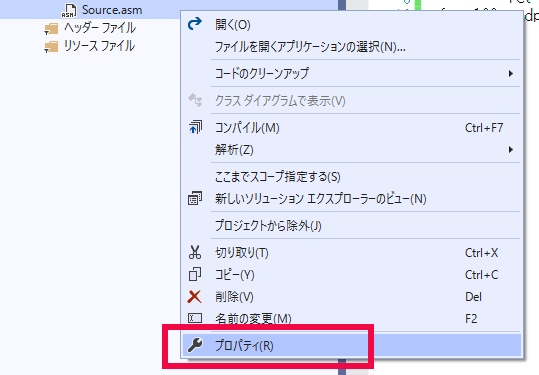 Source.asm
ヘッダー ファイル
リソース ファイル
開く(O)
ファイルを開くアプリケーションの選択(N)...
コードのクリーンアップ
クラス ダイアグラムで表示(V)
コンパイル(M) Ctrl+F7
解析(Z)
ここまでスコープ指定する(S)
新しいソリューション エクスプローラーのビュー(N)
プロジェクトから除外(J)
切り取り(T) Ctrl+X
コピー(Y) Ctrl+C
削除(V) Del
名前の変更(M) F2
プロパティ(R)